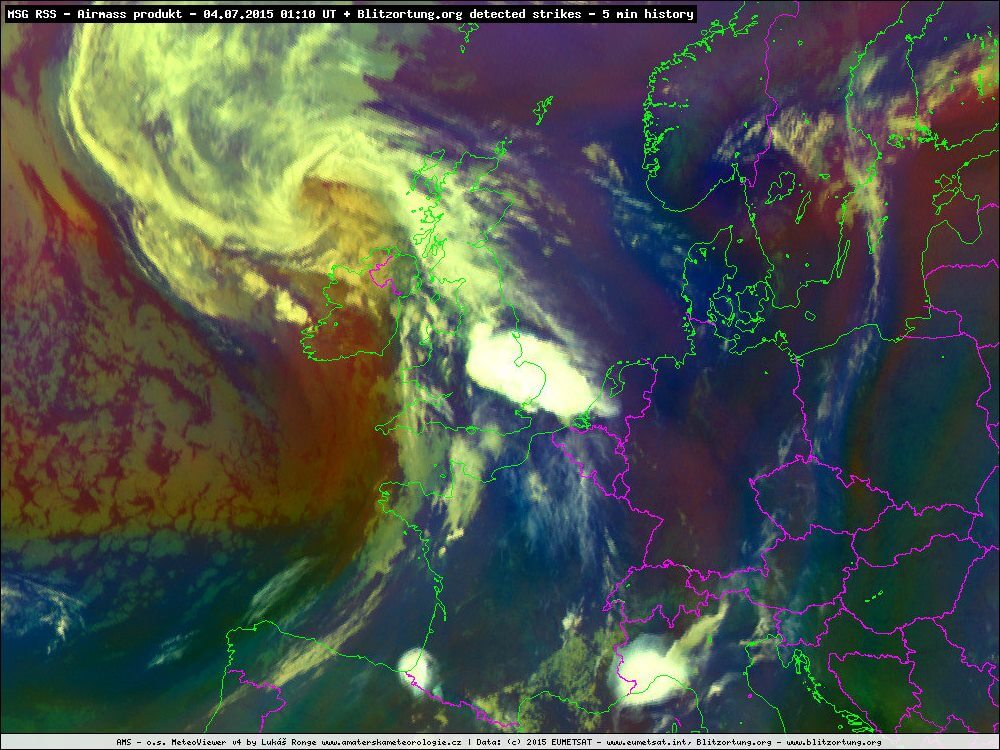 MSG RSS - Airmass produkt - 04.07.2015 01:10 UT + Blitzortung.org detected strikes - 5 min history
AMS - o.s. MeteoViewer v4 by Lukáš Ronge www.amaterskameteorologie.cz | Data: (c) 2015 EUMETSAT - www.eumetsat.int, Blitzortung.org - www.blitzortung.org